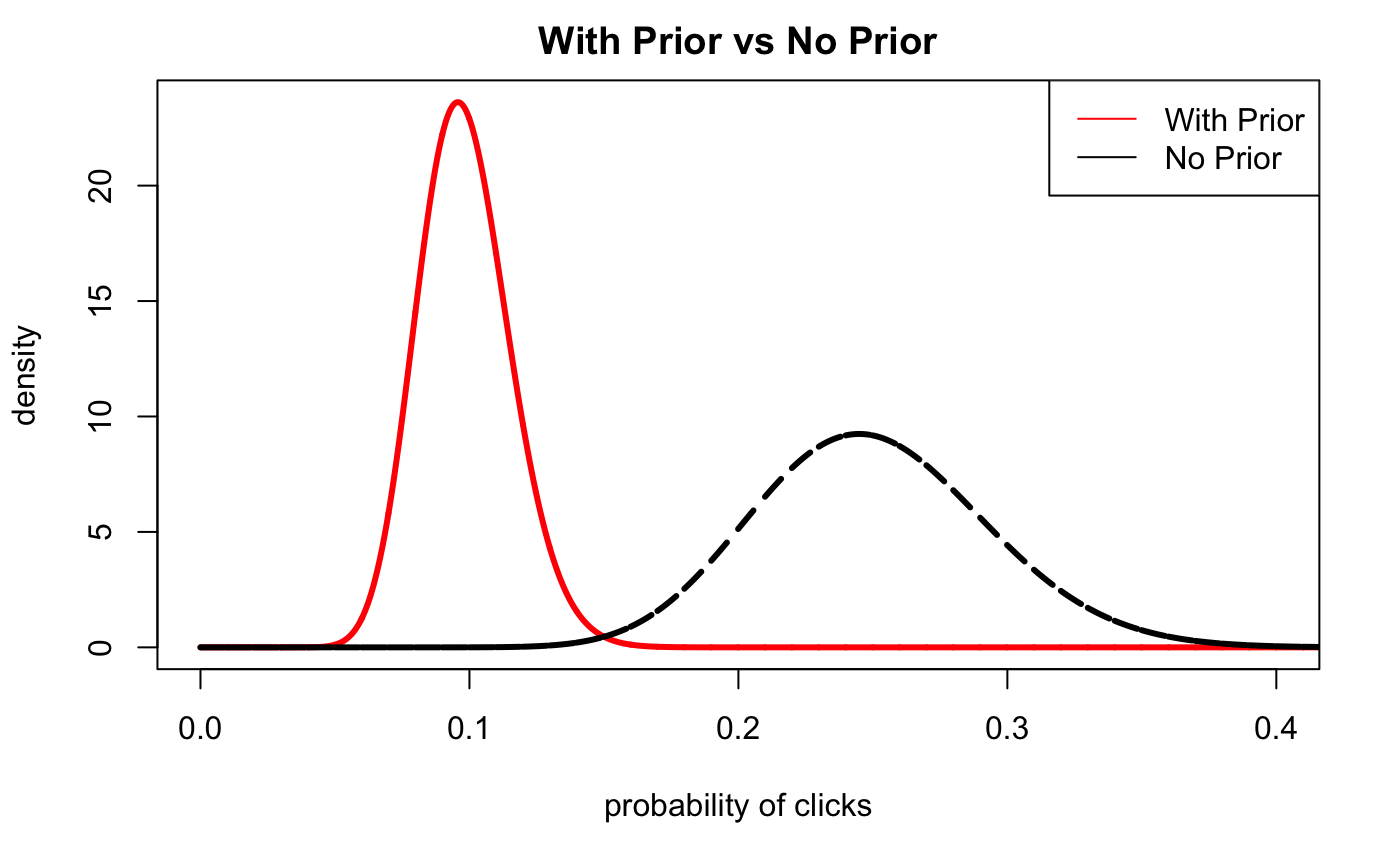 With Prior vs No Prior
With Prior
No Prior
density
20
15
10
5
0
0.0 0.1 0.2 0.3 0.4
probability of clicks